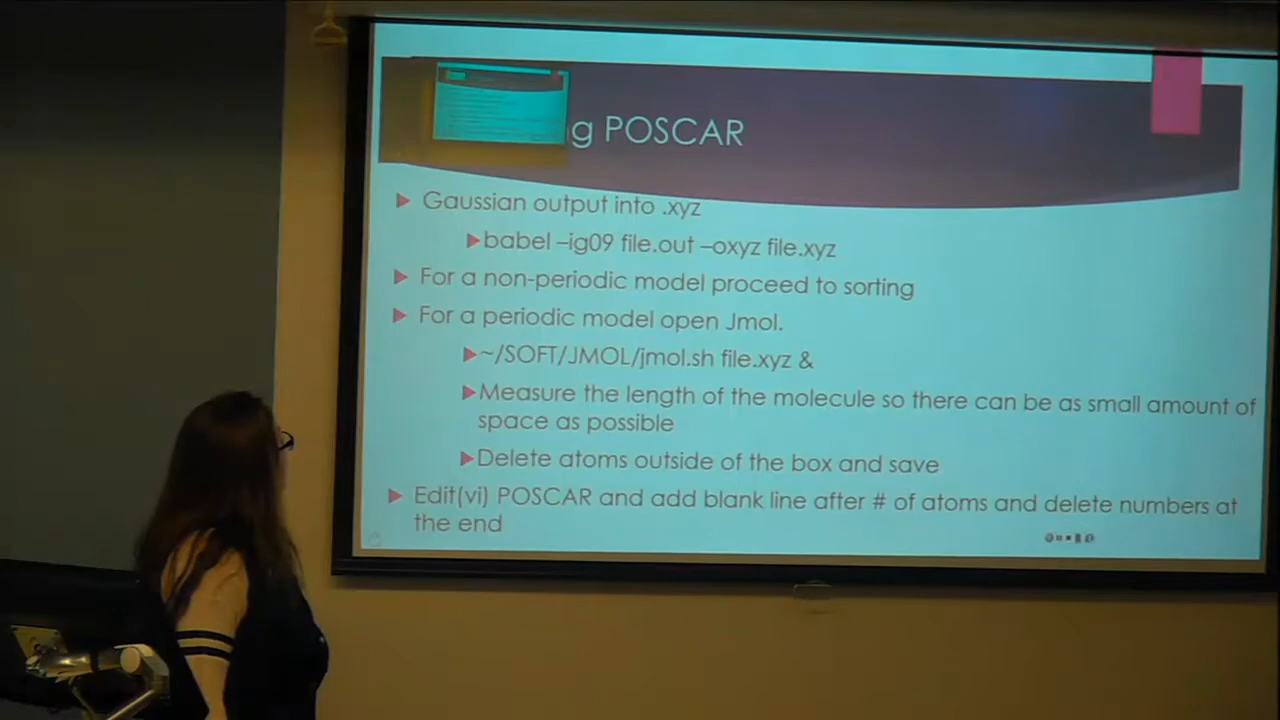 g POSCAR
Gaussian output into .xyz
babel –ig09 file.out –oxyz file.xyz
For a non-periodic model proceed to sorting
For a periodic model open Jmol.
~/SOFT/JMOL/jmol.sh file.xyz &
Measure the length of the molecule so there can be as small amount of
space as possible
Delete atoms outside of the box and save
Edit(vi) POSCAR and add blank line after # of atoms and delete numbers at
the end